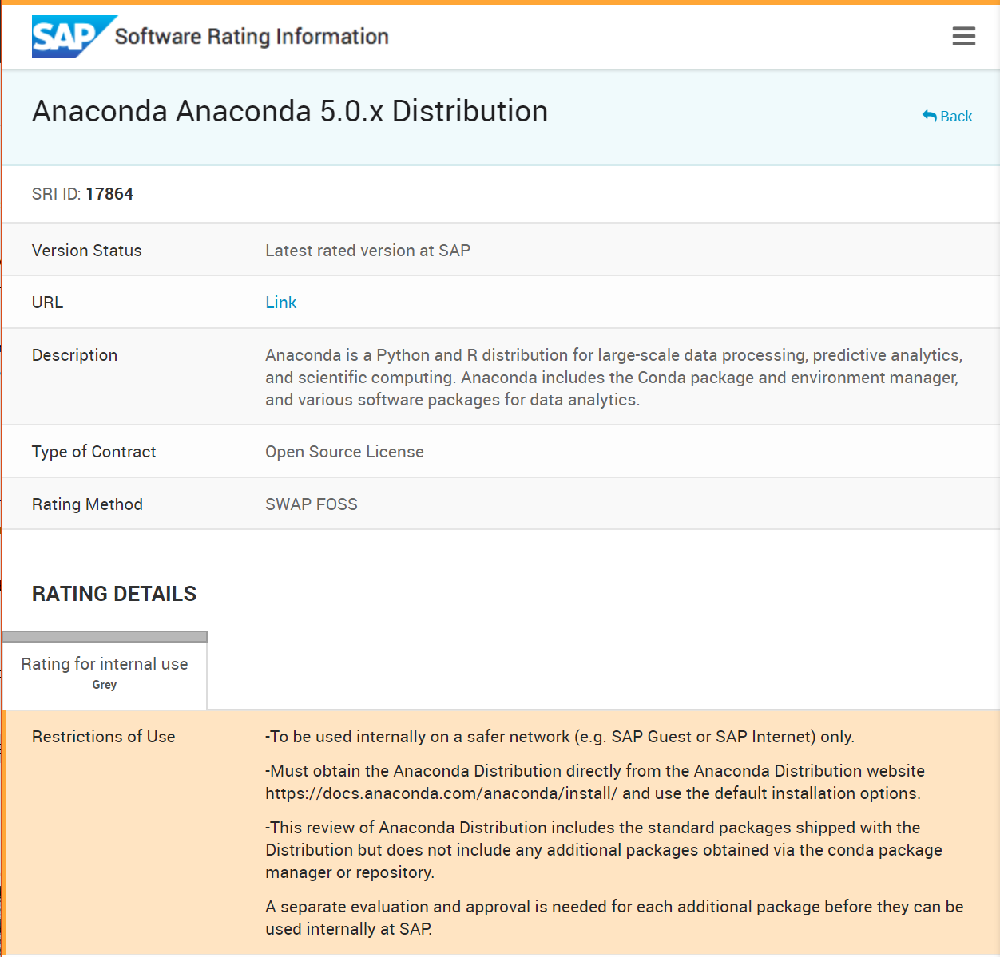 SAP Software Rating Information
Anaconda Anaconda 5.0.x Distribution
Back
SRI ID: 17864
Version Status Latest rated version at SAP
URL Link
Description Anaconda is a Python and R distribution for large-scale data processing, predictive analytics,
and scientific computing. Anaconda includes the Conda package and environment manager,
and various software packages for data analytics.
Type of Contract Open Source License
Rating Method SWAP FOSS
RATING DETAILS
Rating for internal use
Grey
Restrictions of Use -To be used internally on a safer network (e.g. SAP Guest or SAP Internet) only.
-Must obtain the Anaconda Distribution directly from the Anaconda Distribution website
https://docs.anaconda.com/anaconda/install/ and use the default installation options.
-This review of Anaconda Distribution includes the standard packages shipped with the
Distribution but does not include any additional packages obtained via the conda package
manager or repository.
A separate evaluation and approval is needed for each additional package before they can be
used internally at SAP.